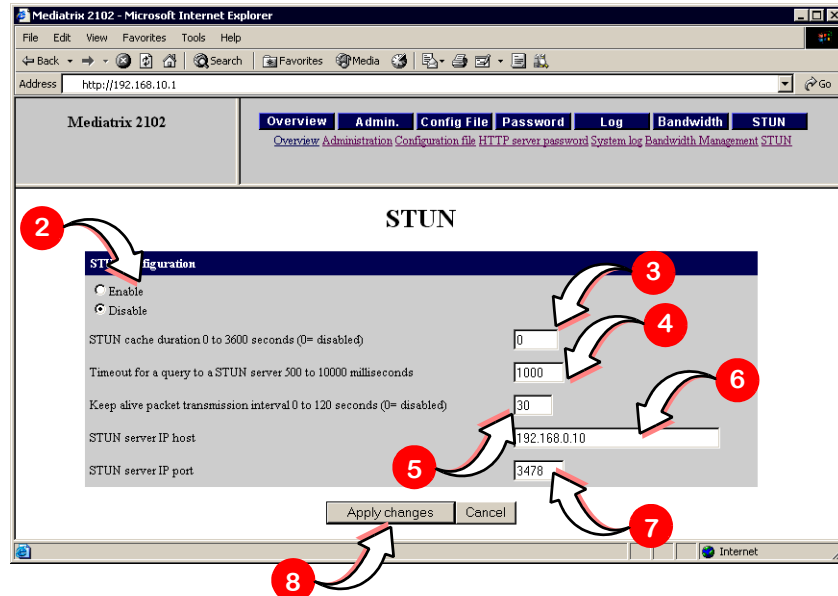 Mediatrix 2102 - Microsoft Internet Explorer
File Edit View Favorites Tools Help
Back Search Favorites Media
Address http://192.168.10.1 Go
Mediatrix 2102
Overview Admin. Config File Password Log Bandwidth STUN
Overview Administration Configuration file HTTP server password System log Bandwidth Management STUN
STUN
2
figuration
Enable
Disable
3
STUN cache duration 0 to 3600 seconds (0= disabled) 0
4
Timeout for a query to a STUN server 500 to 10000 milliseconds 1000
6
Keep alive packet transmission interval 0 to 120 seconds (0= disabled) 30
STUN server IP host 192.168.0.10
5
STUN server IP port 3478
7
Apply changes Cancel
Internet
8